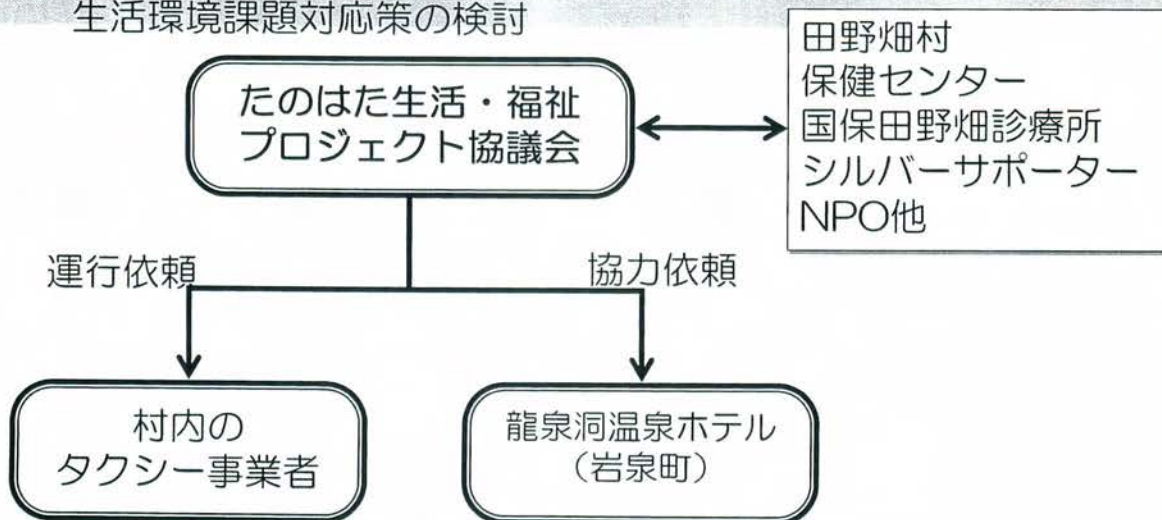 生活環境課題対応策の検討
たのはた生活・福祉
プロジェクト協議会
田野畑村
保健センター
国保田野畑診療所
シルバーサポーター
NPO他
運行依頼
協力依頼
村内の
タクシー事業者
龍泉洞温泉ホテル
（岩泉町）